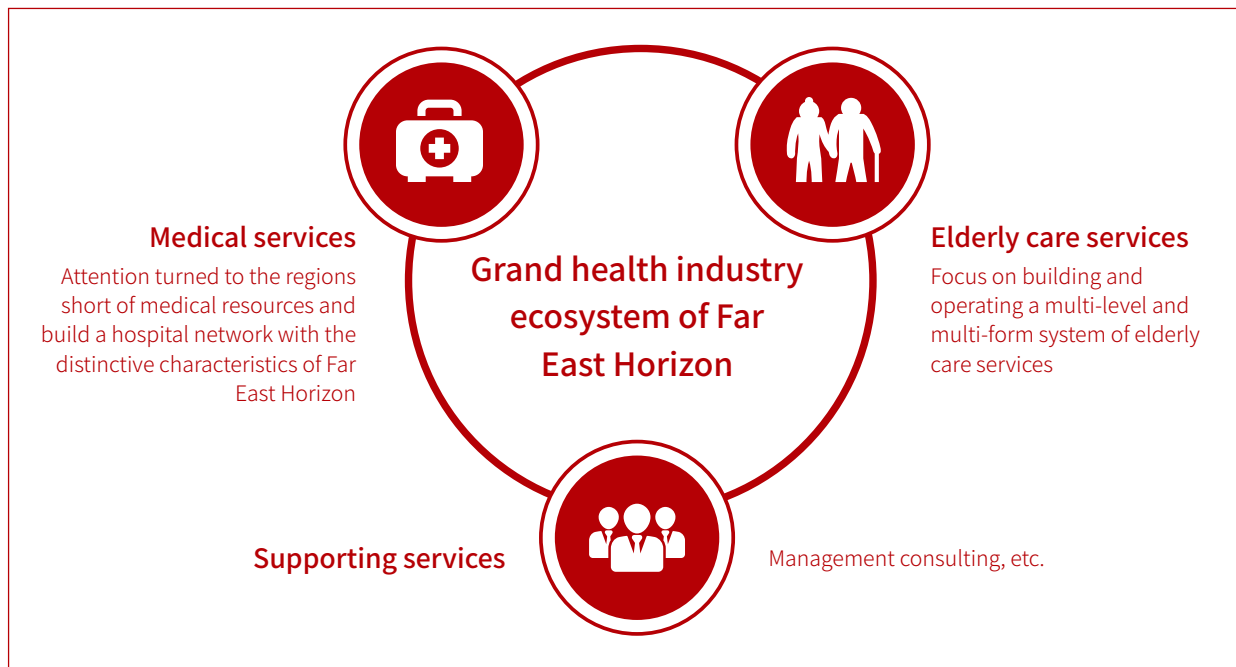 Medical services
Attention turned to the regions
short of medical resources and
build a hospital network with the
distinctive characteristics of Far
East Horizon
Grand health industry
ecosystem of Far
East Horizon
Elderly care services
Focus on building and
operating a multi-level and
multi-form system of elderly
care services
Supporting services
Management consulting, etc.